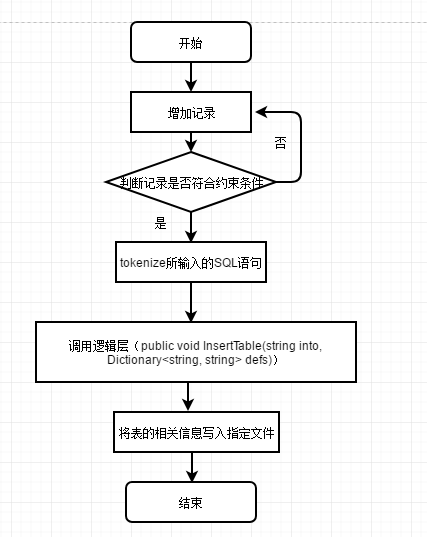 开始
增加记录
否
判断记录是否符合约束条件
是
tokenize所输入的SQL语句
调用逻辑层（public void InsertTable(string into,
Dictionary<string, string> defs)）
将表的相关信息写入指定文件
结束